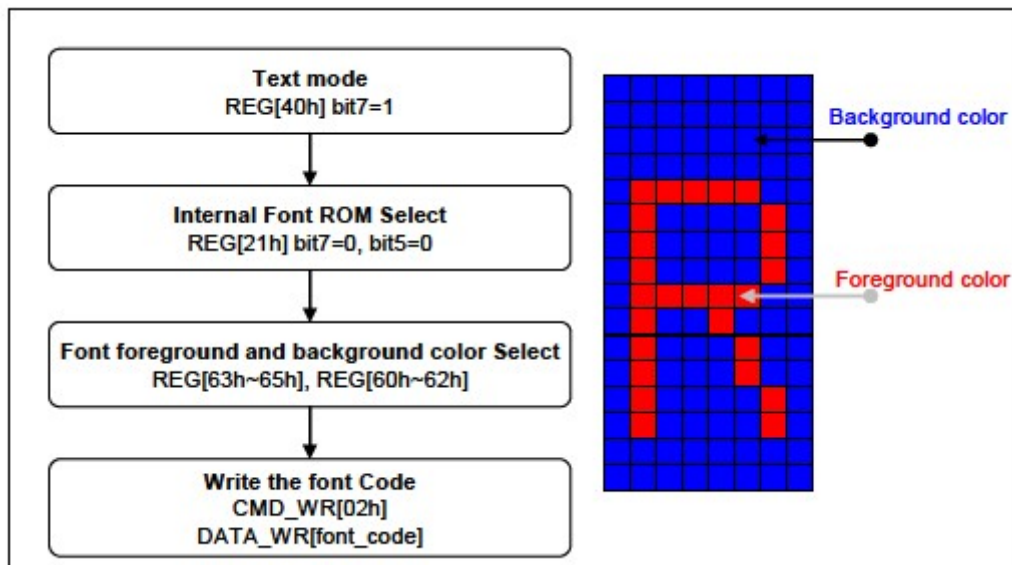 Text mode
REG[40h] bit7=1
Internal Font ROM Select
REG[21h] bit7=0, bit5=0
Font foreground and background color Select
REG[63h~65h], REG[60h~62h]
Write the font Code
CMD_WR[02h]
DATA_WR[font_code]
Background color
Foreground color